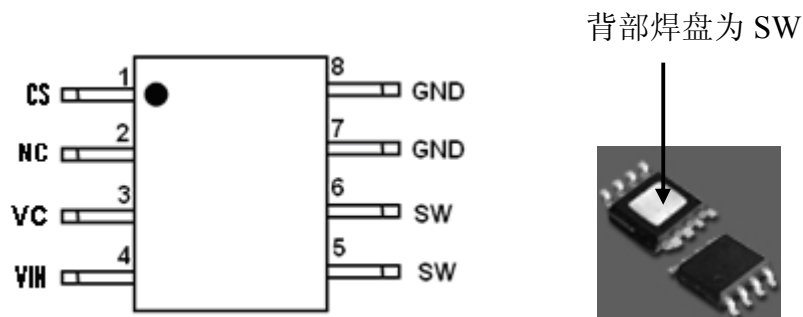 背部焊盘为 SW
CS 1
8 GND
NC 2
7 GND
VC 3
6 SW
VIN 4
5 SW